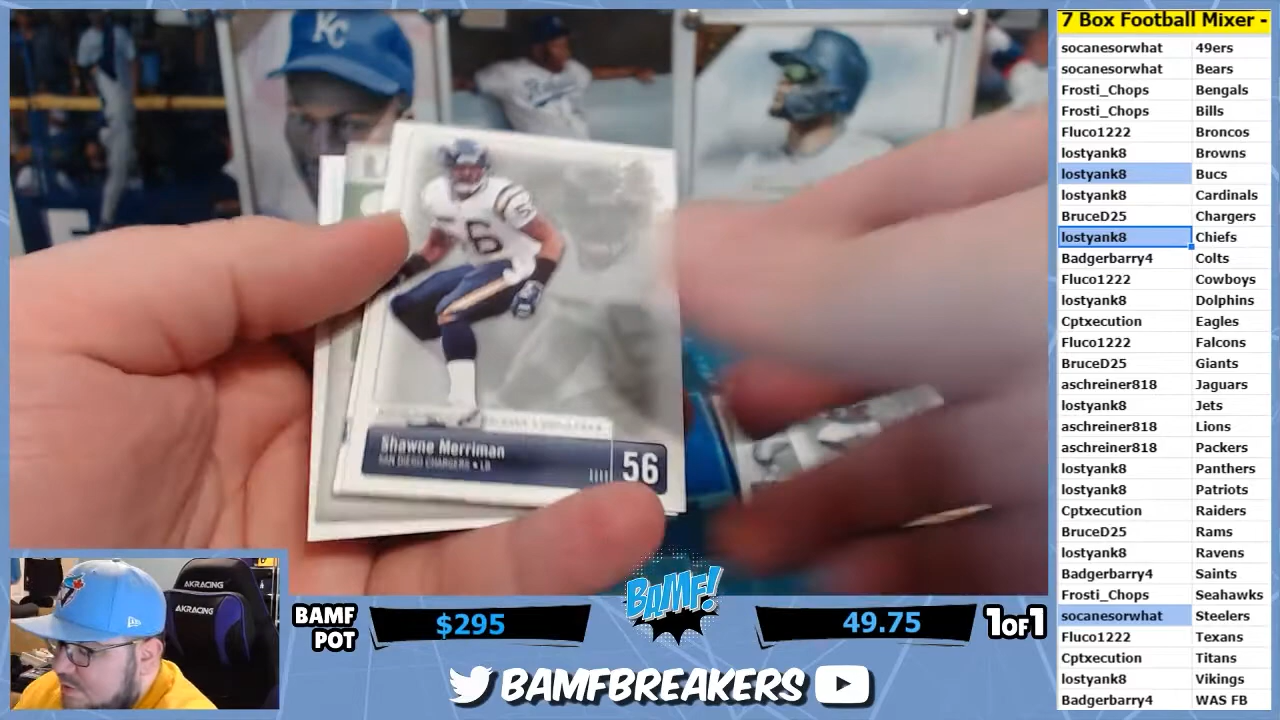 7 Box Football Mixer -
socanesorwhat 49ers
socanesorwhat Bears
Frosti_Chops Bengals
Frosti_Chops Bills
Fluco1222 Broncos
lostyank8 Browns
lostyank8 Bucs
lostyank8 Cardinals
BruceD25 Chargers
lostyank8 Chiefs
Badgerbarry4 Colts
Fluco1222 Cowboys
lostyank8 Dolphins
Cptxecution Eagles
Fluco1222 Falcons
BruceD25 Giants
aschreiner818 Jaguars
lostyank8 Jets
aschreiner818 Lions
aschreiner818 Packers
lostyank8 Panthers
lostyank8 Patriots
Cptxecution Raiders
BruceD25 Rams
lostyank8 Ravens
Badgerbarry4 Saints
Frosti_Chops Seahawks
socanesorwhat Steelers
Fluco1222 Texans
Cptxecution Titans
lostyank8 Vikings
Badgerbarry4 WAS FB
KC
56
Shawne Merriman
SAN DIEGO CHARGERS LB
56
AKRACING
AKRACING
BAMF POT
$295
BAMF!
49.75
1OF1
BAMFBREAKERS